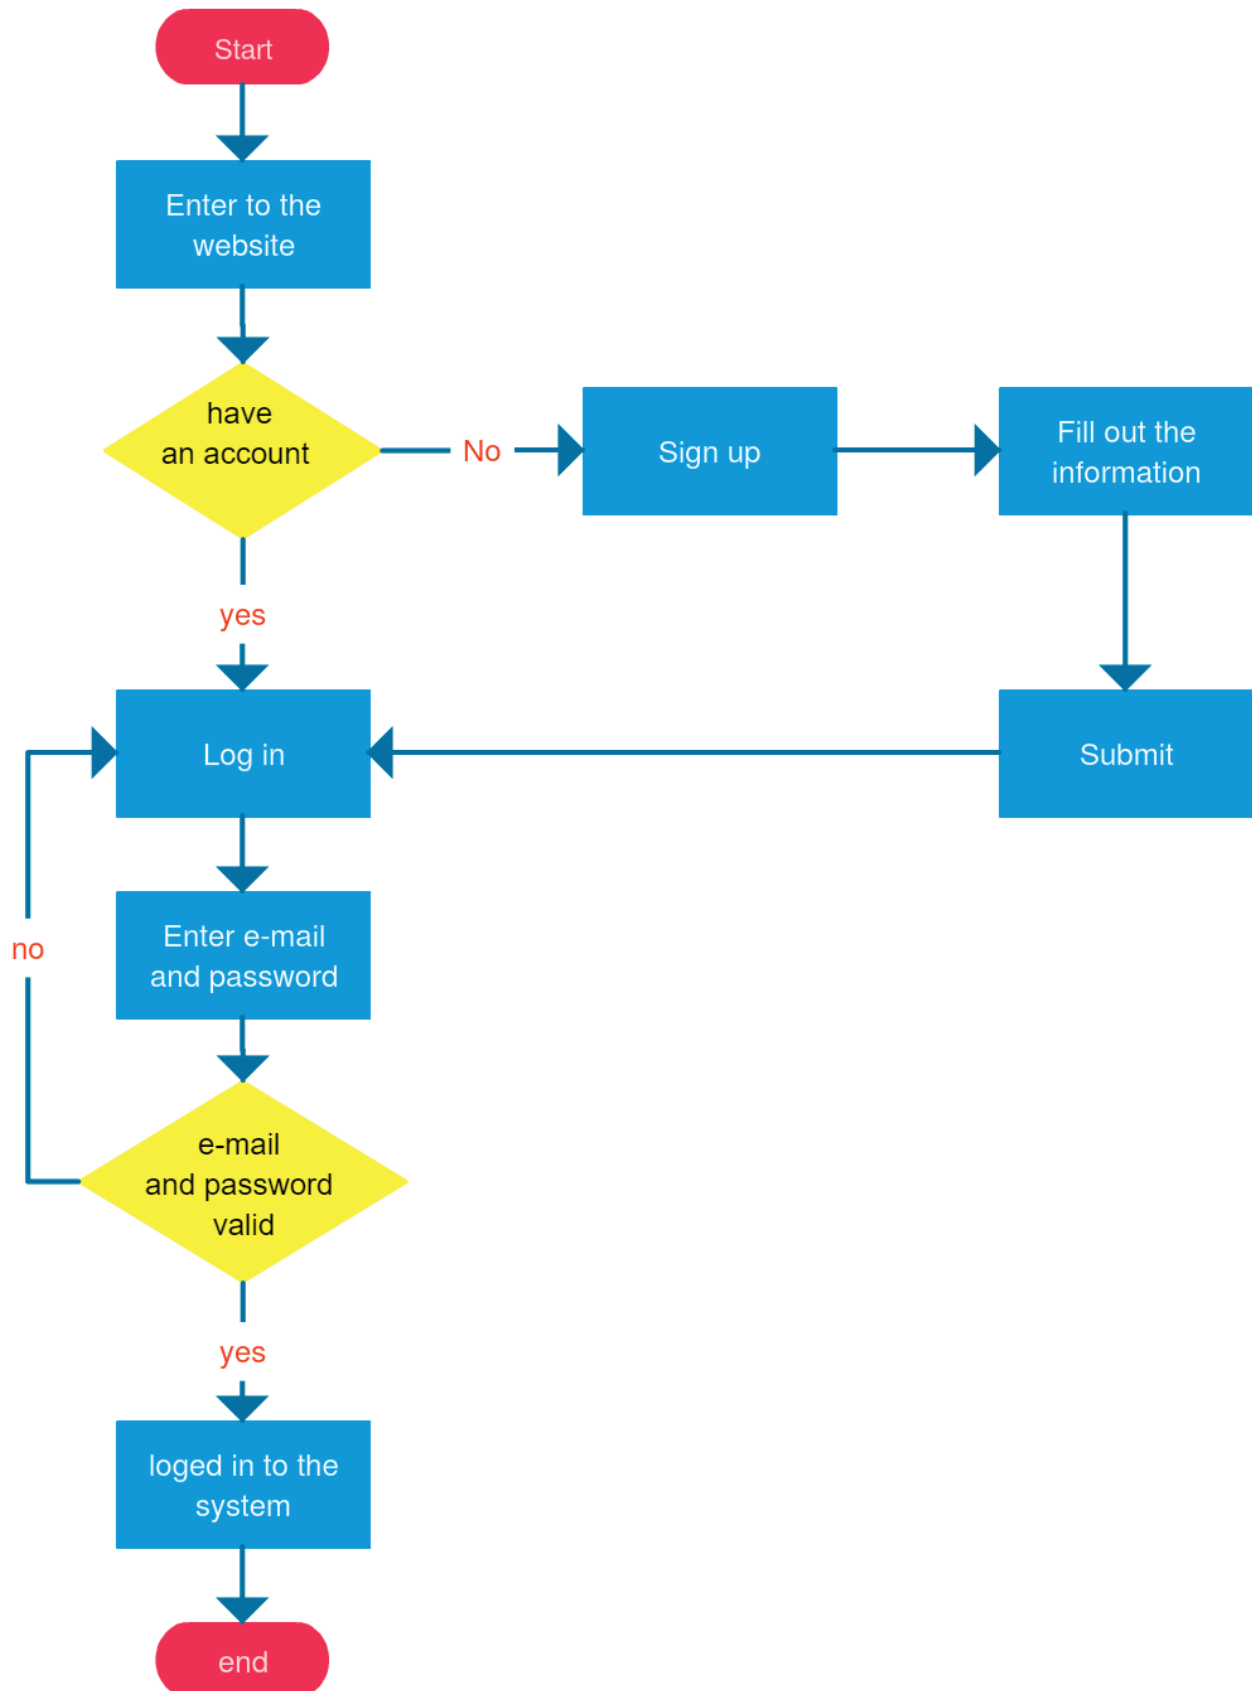 Start
Enter to the
website
have
an account
No
Sign up
Fill out the
information
yes
Log in
Submit
Enter e-mail
and password
no
e-mail
and password
valid
yes
loged in to the
system
end